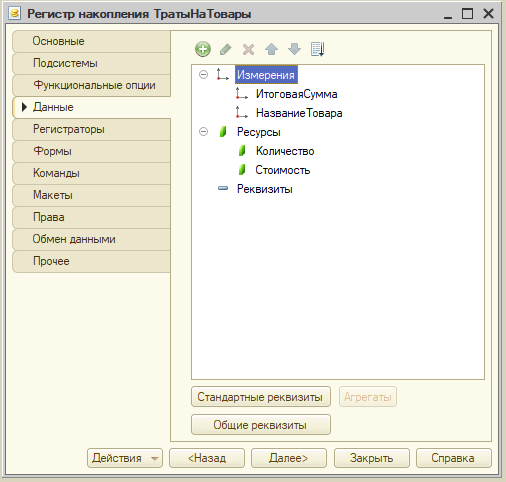 Регистр накопления ТратыНаТовары
Основные
Подсистемы
Функциональные опции
Данные
Регистраторы
Формы
Команды
Макеты
Права
Обмен данными
Прочее
Измерения
ИтоговаяСумма
НазваниеТовара
Ресурсы
Количество
Стоимость
Реквизиты
Стандартные реквизиты
Агрегаты
Общие реквизиты
Действия
<Назад
Далее>
Закрыть
Справка